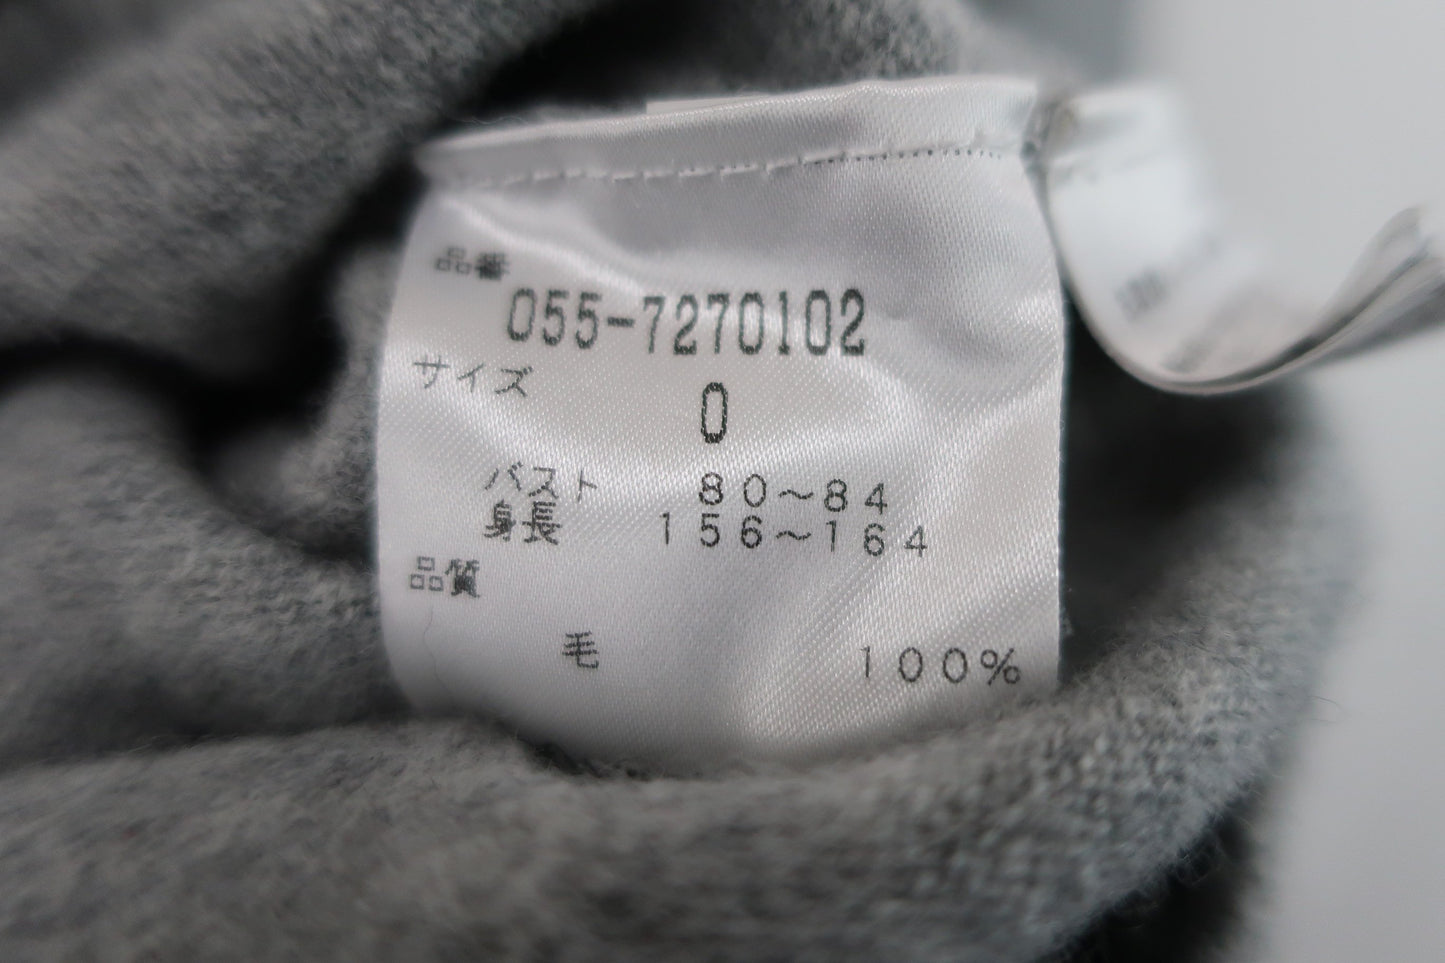 品番
055-7270102
サイズ
0
バスト 80〜84
身長 156〜164
品質
毛 100%